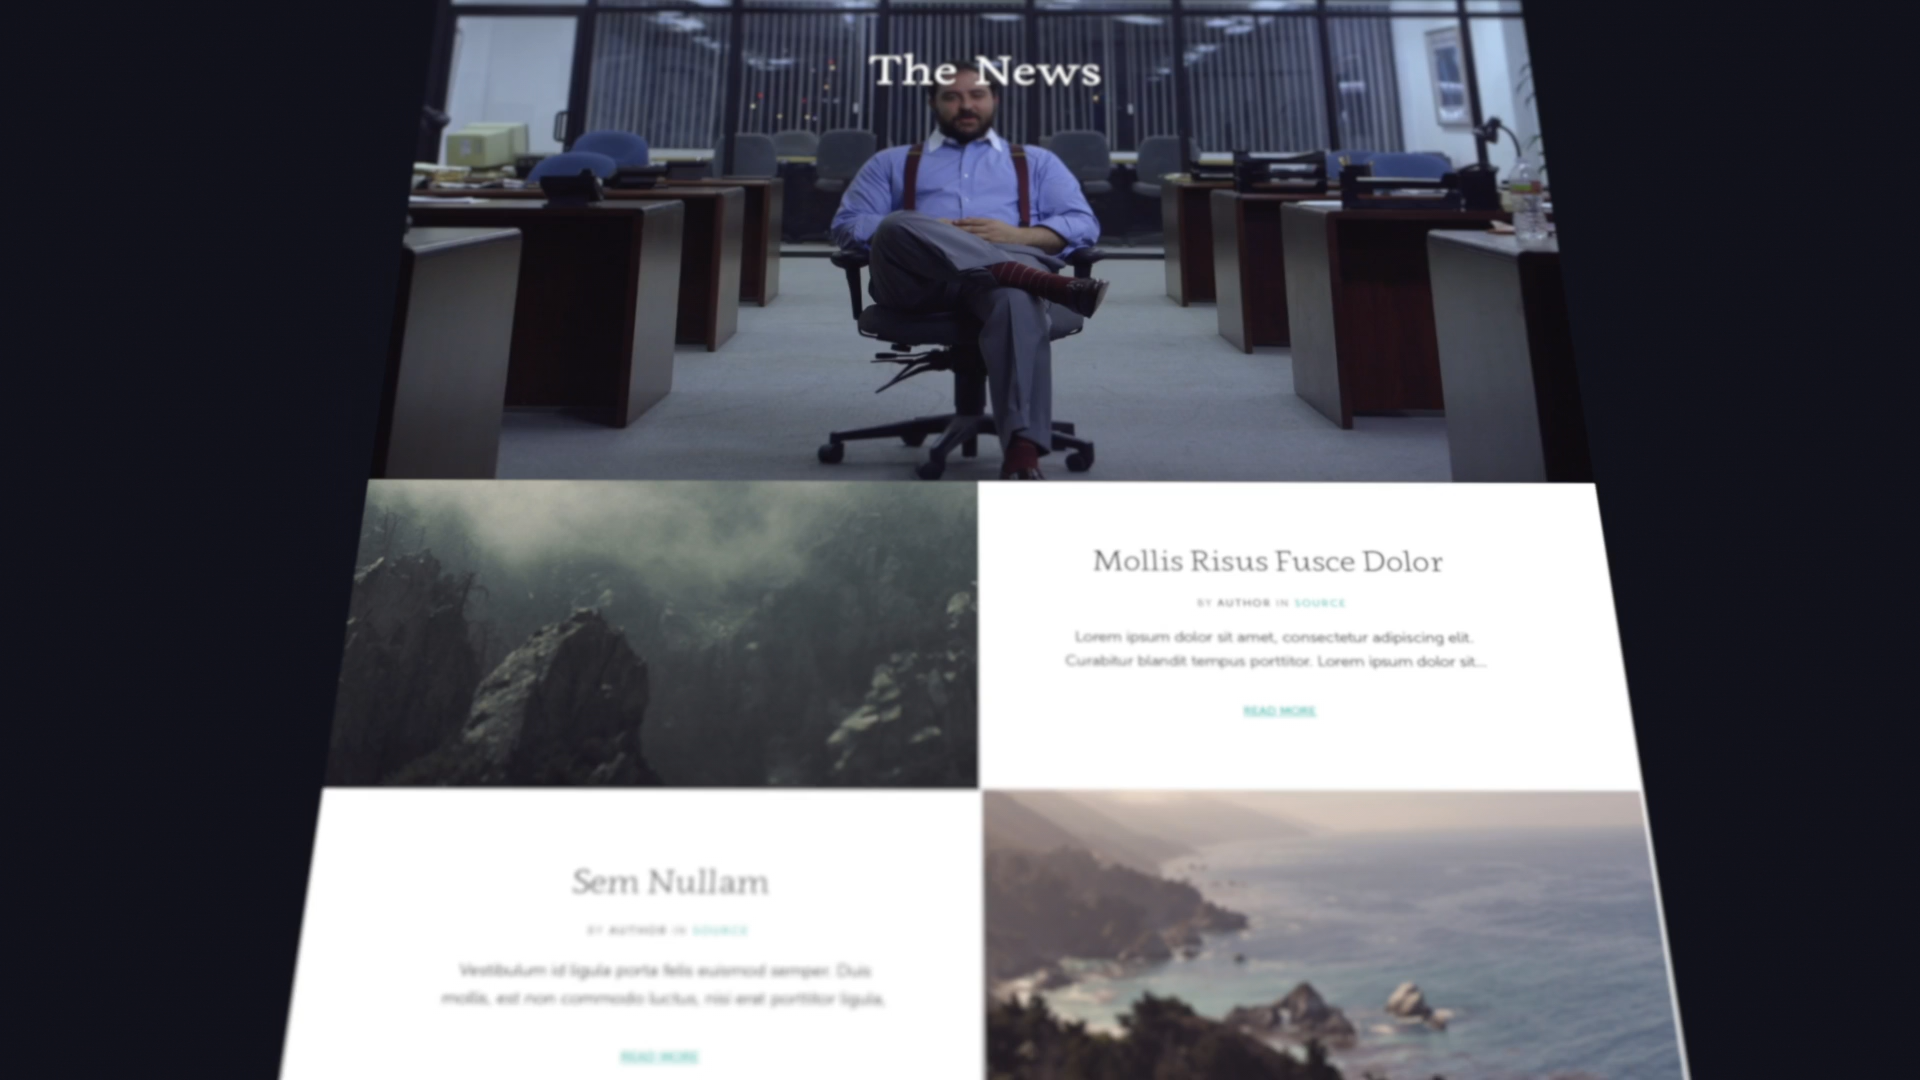 The News
Mollis Risus Fusce Dolor
BY AUTHOR IN SOURCE
Lorem ipsum dolor sit amet, consectetur adipiscing elit.
Curabitur blandit tempus porttitor. Lorem ipsum dolor sit...
READ MORE
Sem Nullam
BY AUTHOR IN SOURCE
Vestibulum id ligula porta felis euismod semper. Duis
mollis, est non commodo luctus, nisi erat porttitor ligula,
READ MORE